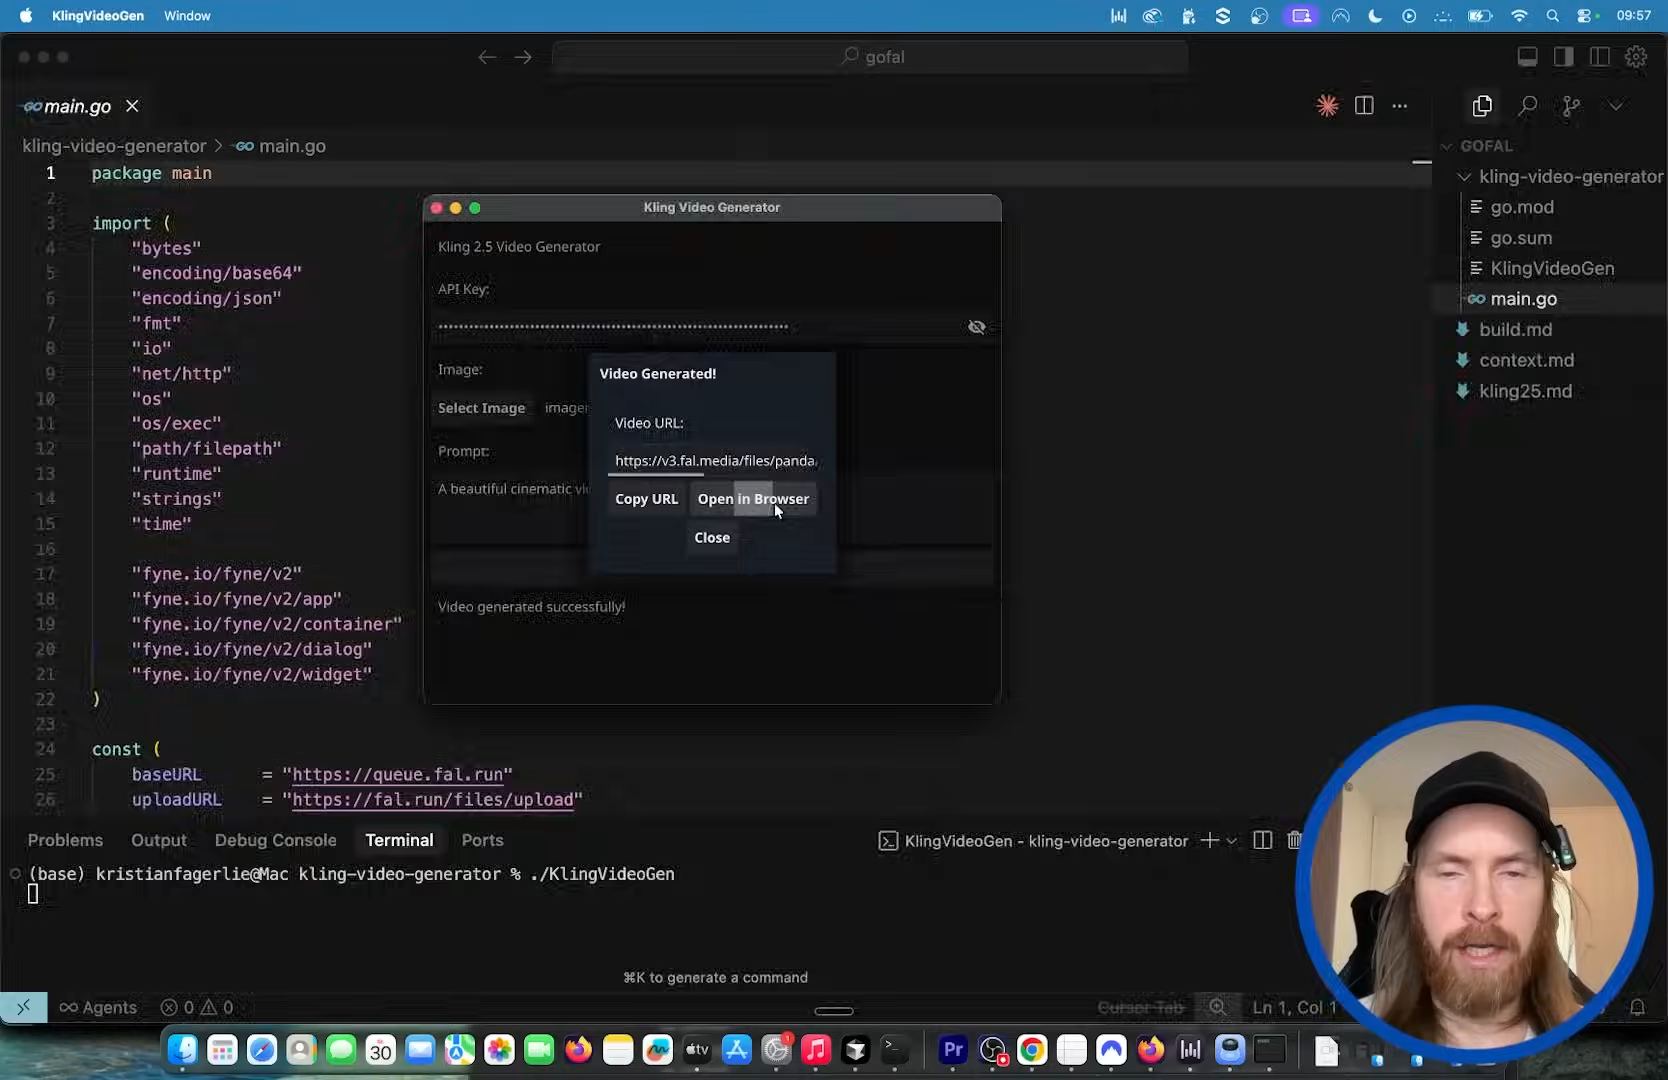 KlingVideoGen Window 09:57
gofal
main.go
kling-video-generator > main.go
1 package main
2
3 import (
4 "bytes"
5 "encoding/base64"
6 "encoding/json"
7 "fmt"
8 "io"
9 "net/http"
10 "os"
11 "os/exec"
12 "path/filepath"
13 "runtime"
14 "strings"
15 "time"
16
17 "fyne.io/fyne/v2"
18 "fyne.io/fyne/v2/app"
19 "fyne.io/fyne/v2/container"
20 "fyne.io/fyne/v2/dialog"
21 "fyne.io/fyne/v2/widget"
22 )
23
24 const (
25 baseURL = "https://queue.fal.run"
26 uploadURL = "https://fal.run/files/upload"
Kling Video Generator
Kling 2.5 Video Generator
API Key:
Image:
Select Image
Prompt:
A beautiful cinematic
Video generated successfully!
Video Generated!
Video URL:
https://v3.fal.media/files/panda
Copy URL Open in Browser
Close
GOFAL
kling-video-generator
go.mod
go.sum
KlingVideoGen
main.go
build.md
context.md
kling25.md
Problems Output Debug Console Terminal Ports
KlingVideoGen - kling-video-generator
(base) kristianfagerlie@Mac kling-video-generator % ./KlingVideoGen
⌘K to generate a command
Agents 0 0 Cursor Tab Ln 1, Col 1
30 tv Pr